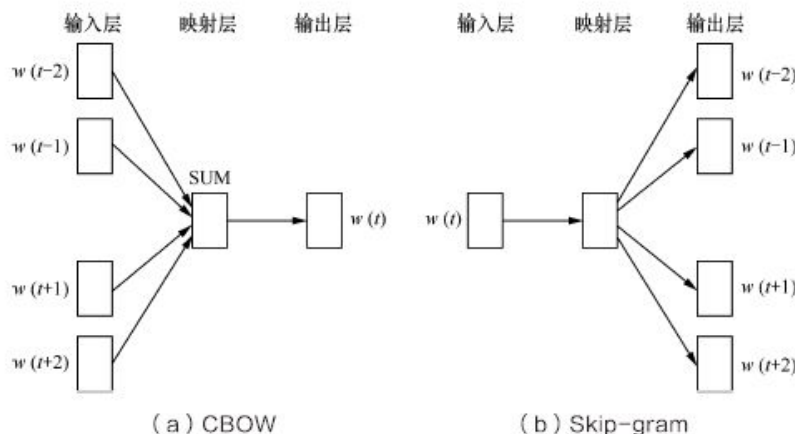 输入层 映射层 输出层 输入层 映射层 输出层
w (t−2) w (t−2)
w (t−1) w (t−1)
SUM
w (t) w (t)
w (t+1) w (t+1)
w (t+2) w (t+2)
(a) CBOW (b) Skip-gram